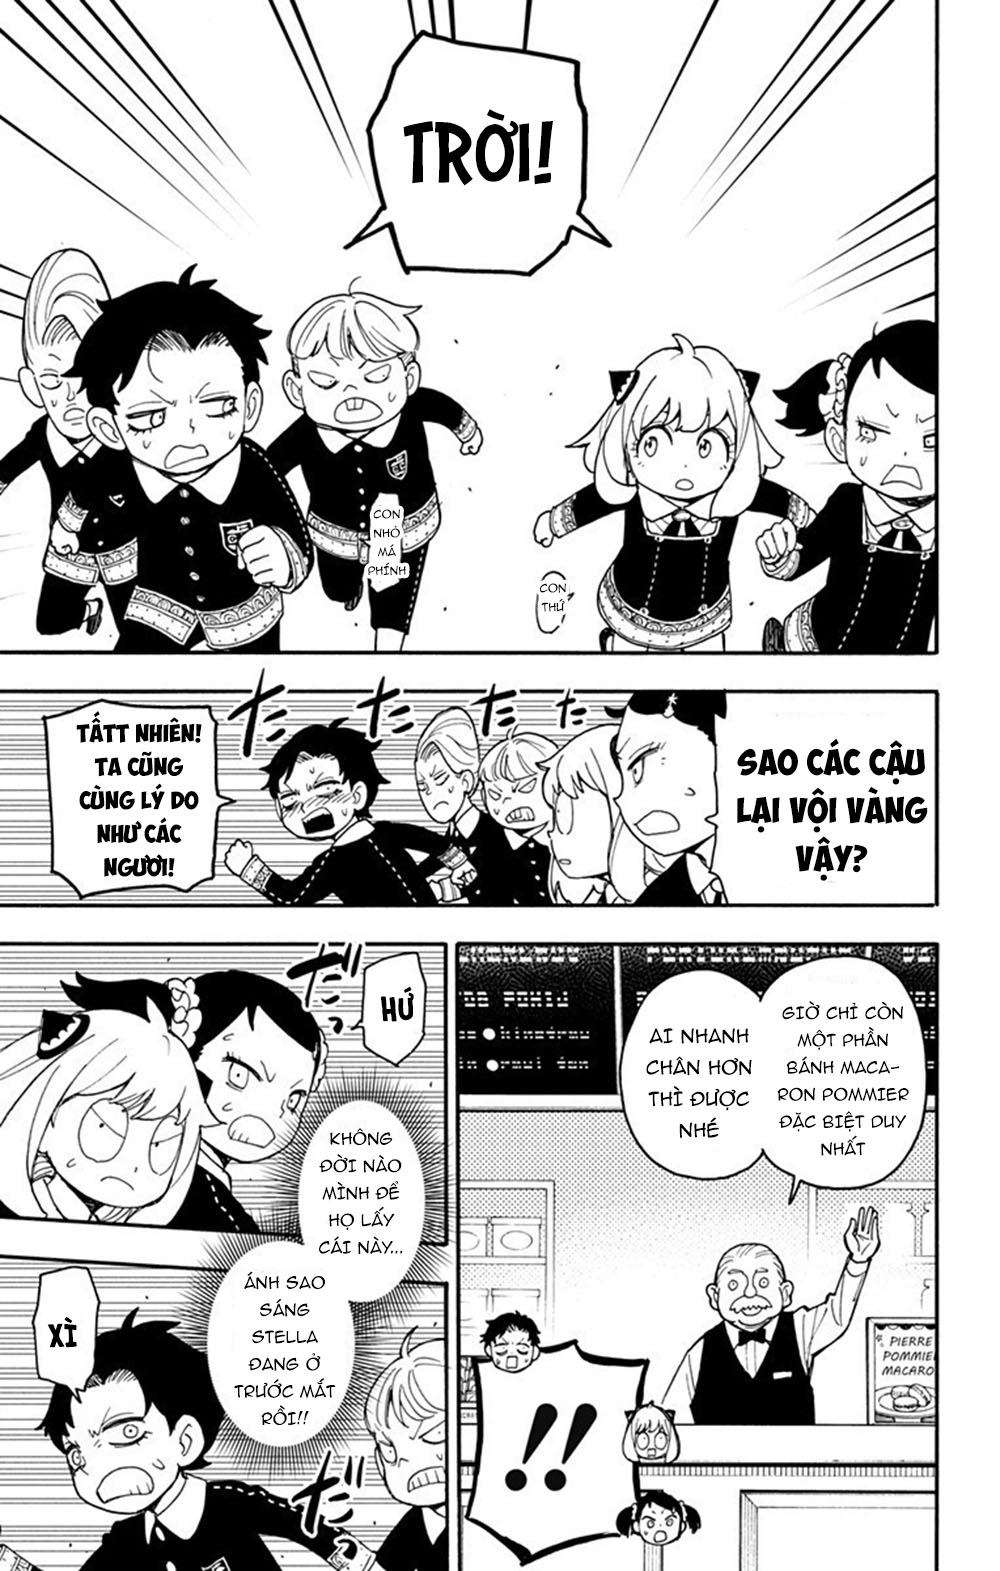 TRỜI!
CON
THỨ
CON
NHỎ
MÁ
PHÍNH
SAO CÁC CẬU
LẠI VỘI VÀNG
VẬY?
TẤTT NHIÊN!
TA CŨNG
CÙNG LÝ DO
NHƯ CÁC
NGƯƠI!
GIỜ CHỈ CÒN
MỘT PHẦN
BÁNH MACA-
RON POMMIER
ĐẶC BIỆT DUY
NHẤT
AI NHANH
CHÂN HƠN
THÌ ĐƯỢC
NHÉ
PIERRE
POMMIE
MACARO
!!
HỨ
KHÔNG
ĐỜI NÀO
MÌNH ĐỂ
HỌ LẤY
CÁI NÀY...
ÁNH SAO
SÁNG
STELLA
ĐANG Ở
TRƯỚC MẮT
RỒI!!
XÌ